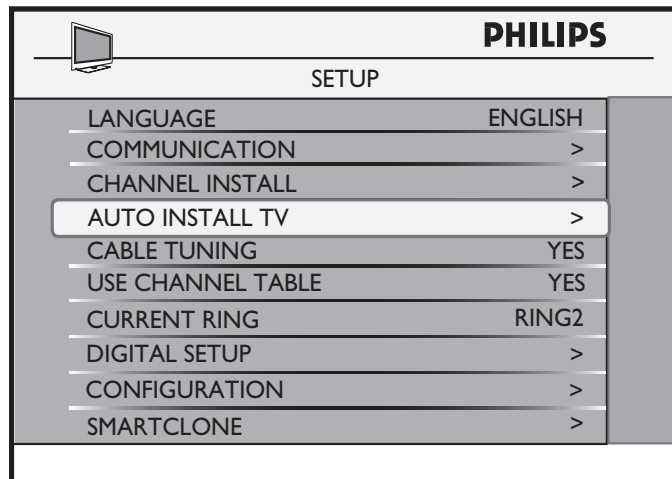 PHILIPS
SETUP
LANGUAGE ENGLISH
COMMUNICATION >
CHANNEL INSTALL >
AUTO INSTALL TV >
CABLE TUNING YES
USE CHANNEL TABLE YES
CURRENT RING RING2
DIGITAL SETUP >
CONFIGURATION >
SMARTCLONE >